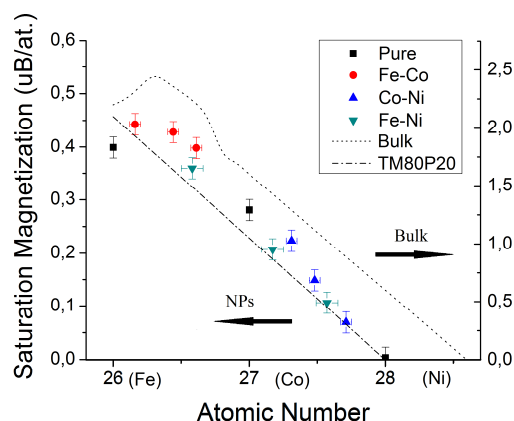 Saturation Magnetization (uB/at.)
0,6
0,5
0,4
0,3
0,2
0,1
0,0
2,5
2,0
1,5
1,0
0,5
0,0
Pure
Fe-Co
Co-Ni
Fe-Ni
Bulk
TM80P20
Bulk
NPs
26 (Fe) 27 (Co) 28 (Ni)
Atomic Number